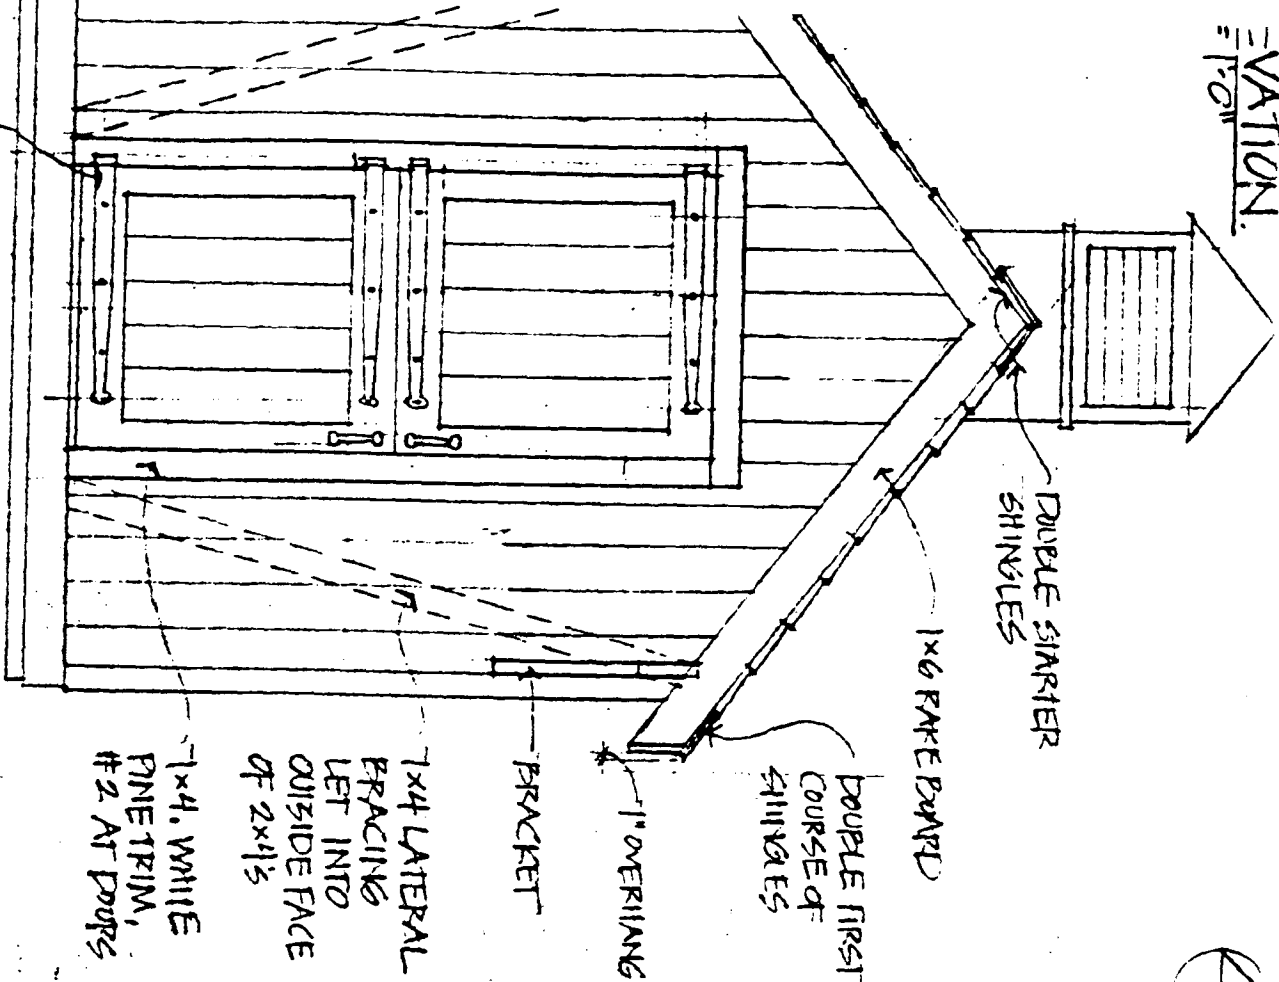 EVATION.
= 1'-0"
DOUBLE STARTER
SHINGLES
1x6 RAKE BOARD
DOUBLE FIRST
COURSE OF
SHINGLES
1" OVERHANG
BRACKET
1x4 LATERAL
BRACING
LET INTO
OUTSIDE FACE
OF 2x4's
1x4. WHITE
PINE TRIM,
#2 AT DOORS